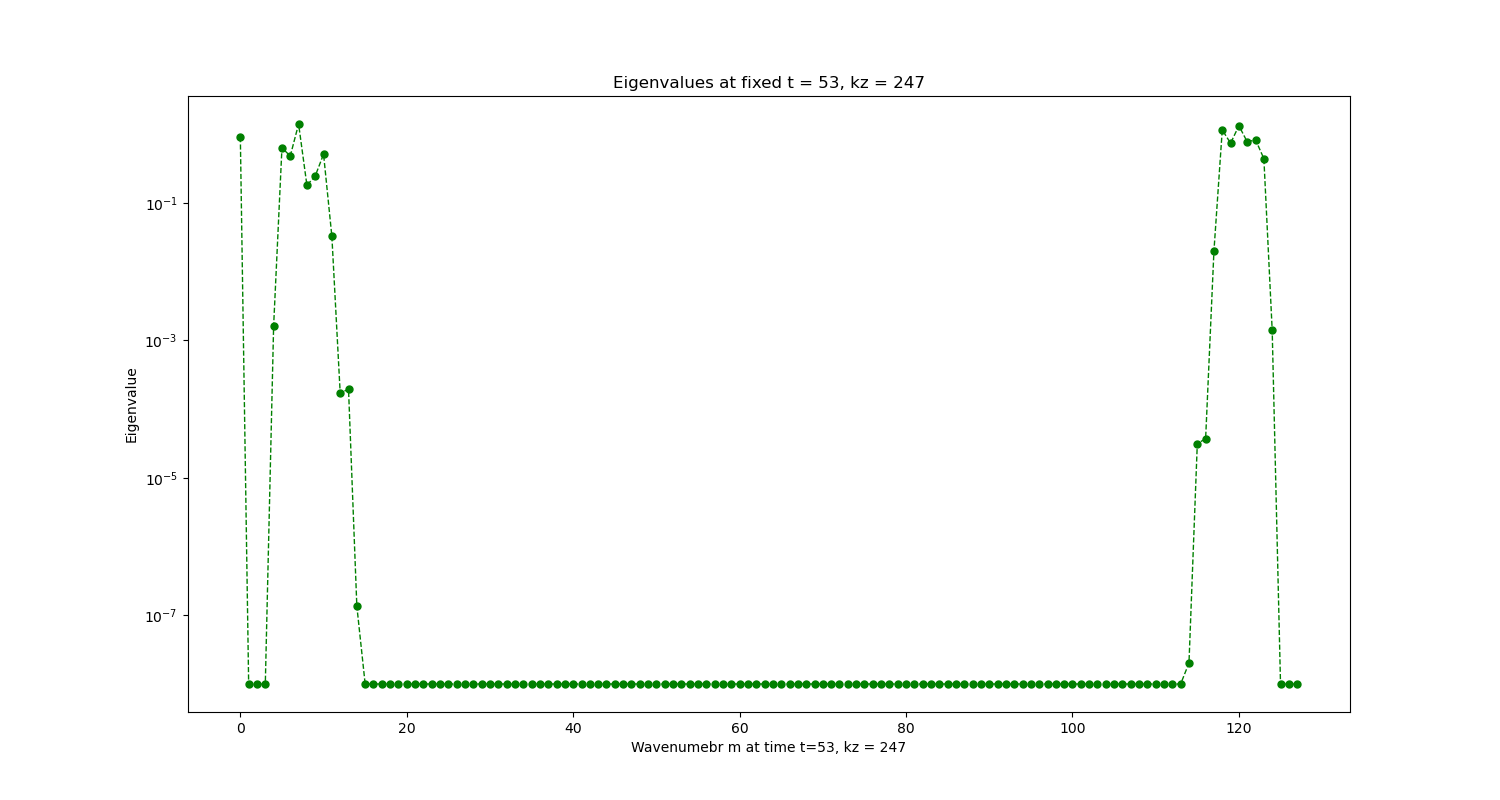 Eigenvalues at fixed t = 53, kz = 247
Eigenvalue
10⁻¹
10⁻³
10⁻⁵
10⁻⁷
0 20 40 60 80 100 120
Wavenumebr m at time t=53, kz = 247